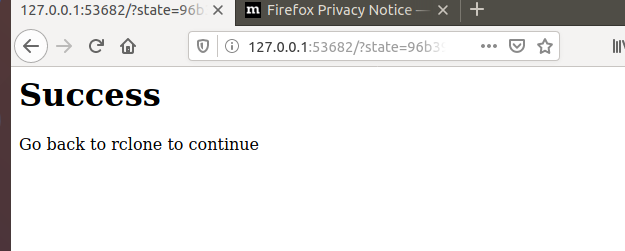 127.0.0.1:53682/?state=96b
m Firefox Privacy Notice —
127.0.0.1:53682/?state=96b39
Success
Go back to rclone to continue